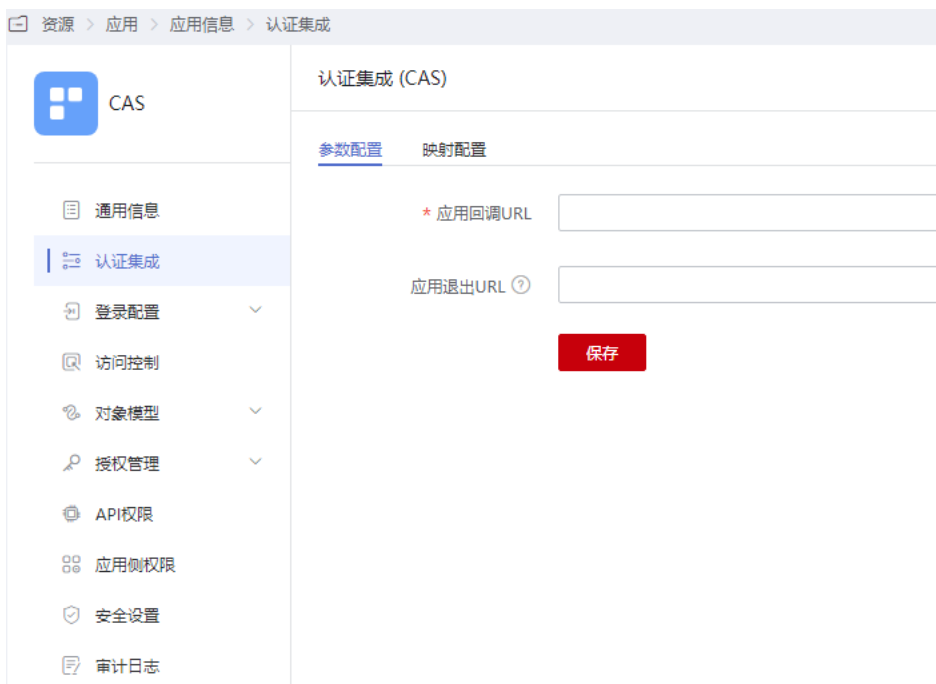 资源 > 应用 > 应用信息 > 认证集成
CAS
通用信息
认证集成
登录配置
访问控制
对象模型
授权管理
API权限
应用侧权限
安全设置
审计日志
认证集成 (CAS)
参数配置 映射配置
* 应用回调URL
应用退出URL ?
保存